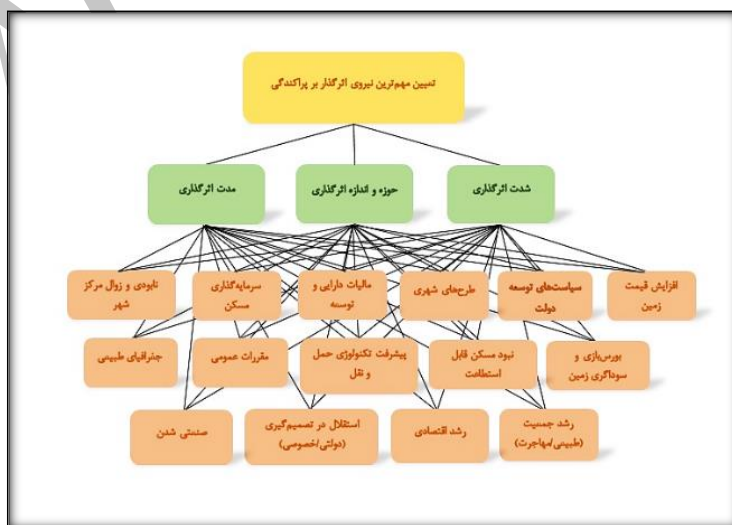 تعیین مهم‌ترین نیروی اثرگذار بر پراکندگی
شدت اثرگذاری
حوزه و اندازه اثرگذاری
مدت اثرگذاری
افزایش قیمت
زمین
سیاست‌های توسعه
دولت
طرح‌های شهری
مالیات دارایی و
توسعه
سرمایه‌گذاری
مسکن
نابودی و زوال مرکز
شهر
بورس‌بازی و
سوداگری زمین
نبود مسکن قابل
استطاعت
پیشرفت تکنولوژی حمل
و نقل
مقررات عمومی
جغرافیای طبیعی
رشد جمعیت
(طبیعی/مهاجرت)
رشد اقتصادی
استقلال در تصمیم‌گیری
(دولتی/خصوصی)
صنعتی شدن